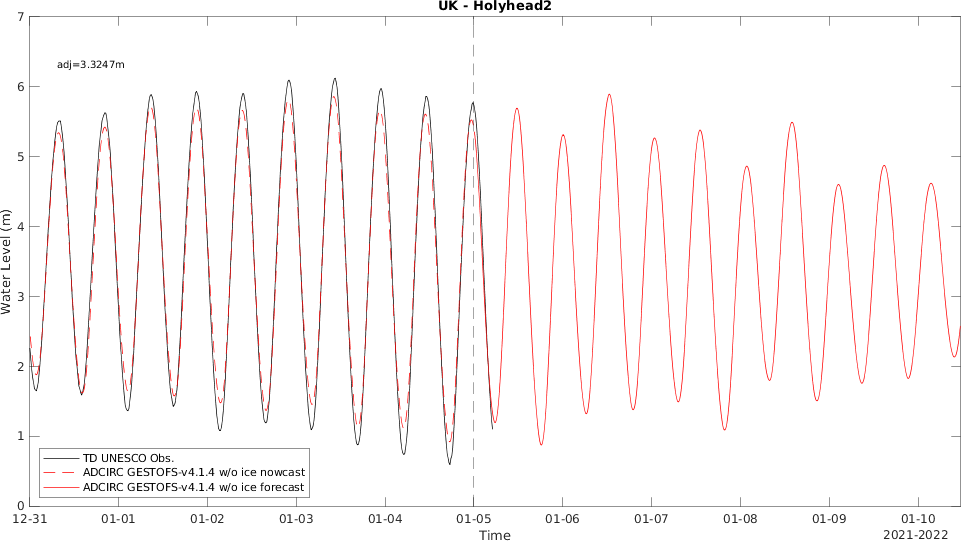 UK - Holyhead2
7
adj=3.3247m
6
5
4
Water Level (m)
3
2
1
TD UNESCO Obs.
ADCIRC GESTOFS-v4.1.4 w/o ice nowcast
ADCIRC GESTOFS-v4.1.4 w/o ice forecast
0
12-31 01-01 01-02 01-03 01-04 01-05 01-06 01-07 01-08 01-09 01-10
Time
2021-2022